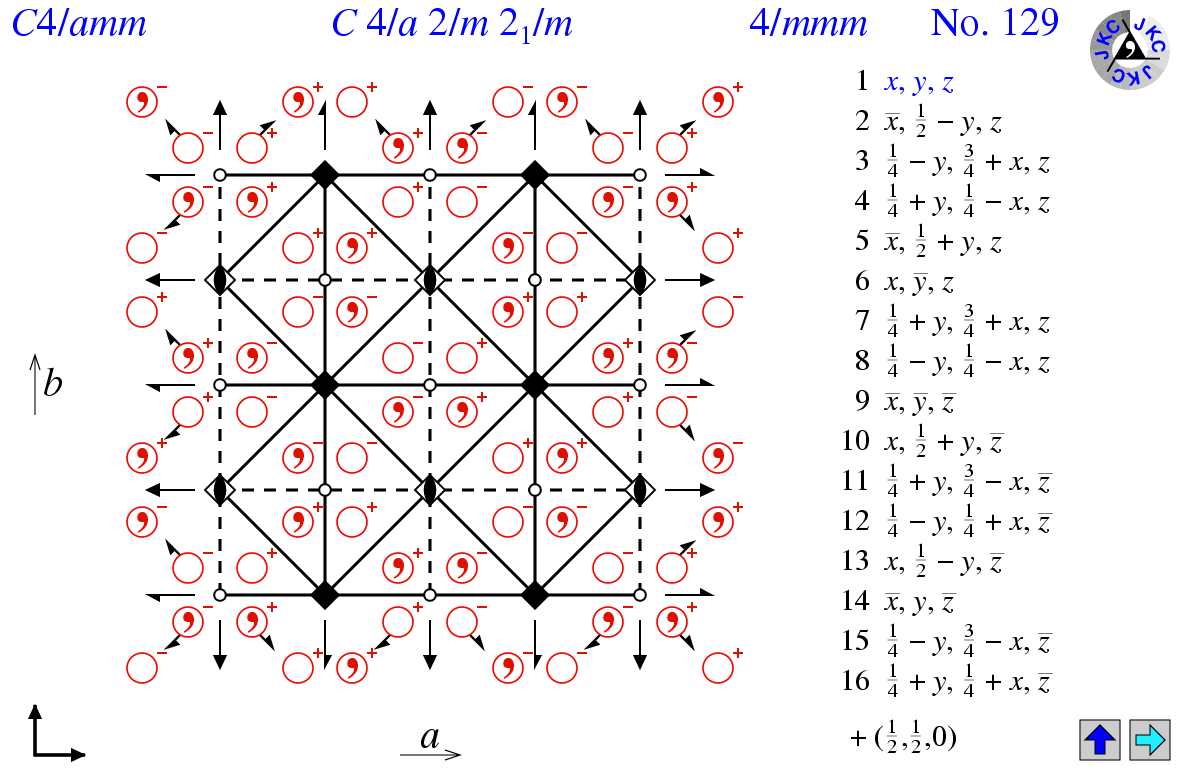 C4/amm C 4/a 2/m 2₁/m 4/mmm No. 129
JKC JKC JKC
1 x, y, z
2 x̅, 1/2 − y, z
3 1/4 − y, 3/4 + x, z
4 1/4 + y, 1/4 − x, z
5 x̅, 1/2 + y, z
6 x, y̅, z
7 1/4 + y, 3/4 + x, z
8 1/4 − y, 1/4 − x, z
9 x̅, y̅, z̅
10 x, 1/2 + y, z̅
11 1/4 + y, 3/4 − x, z̅
12 1/4 − y, 1/4 + x, z̅
13 x, 1/2 − y, z̅
14 x̅, y, z̅
15 1/4 − y, 3/4 − x, z̅
16 1/4 + y, 1/4 + x, z̅
+ (1/2,1/2,0)
b
a